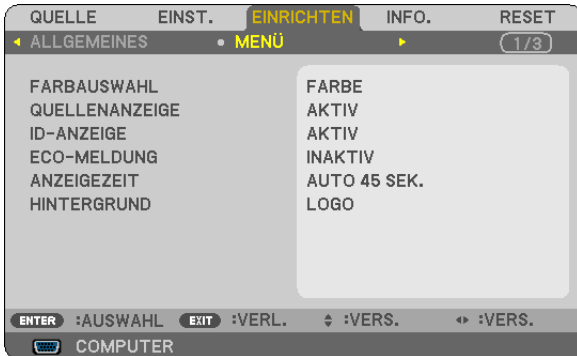 QUELLE EINST. EINRICHTEN INFO. RESET
ALLGEMEINES MENÜ 1/3
FARBAUSWAHL FARBE
QUELLENANZEIGE AKTIV
ID-ANZEIGE AKTIV
ECO-MELDUNG INAKTIV
ANZEIGEZEIT AUTO 45 SEK.
HINTERGRUND LOGO
ENTER :AUSWAHL EXIT :VERL. :VERS. :VERS.
COMPUTER